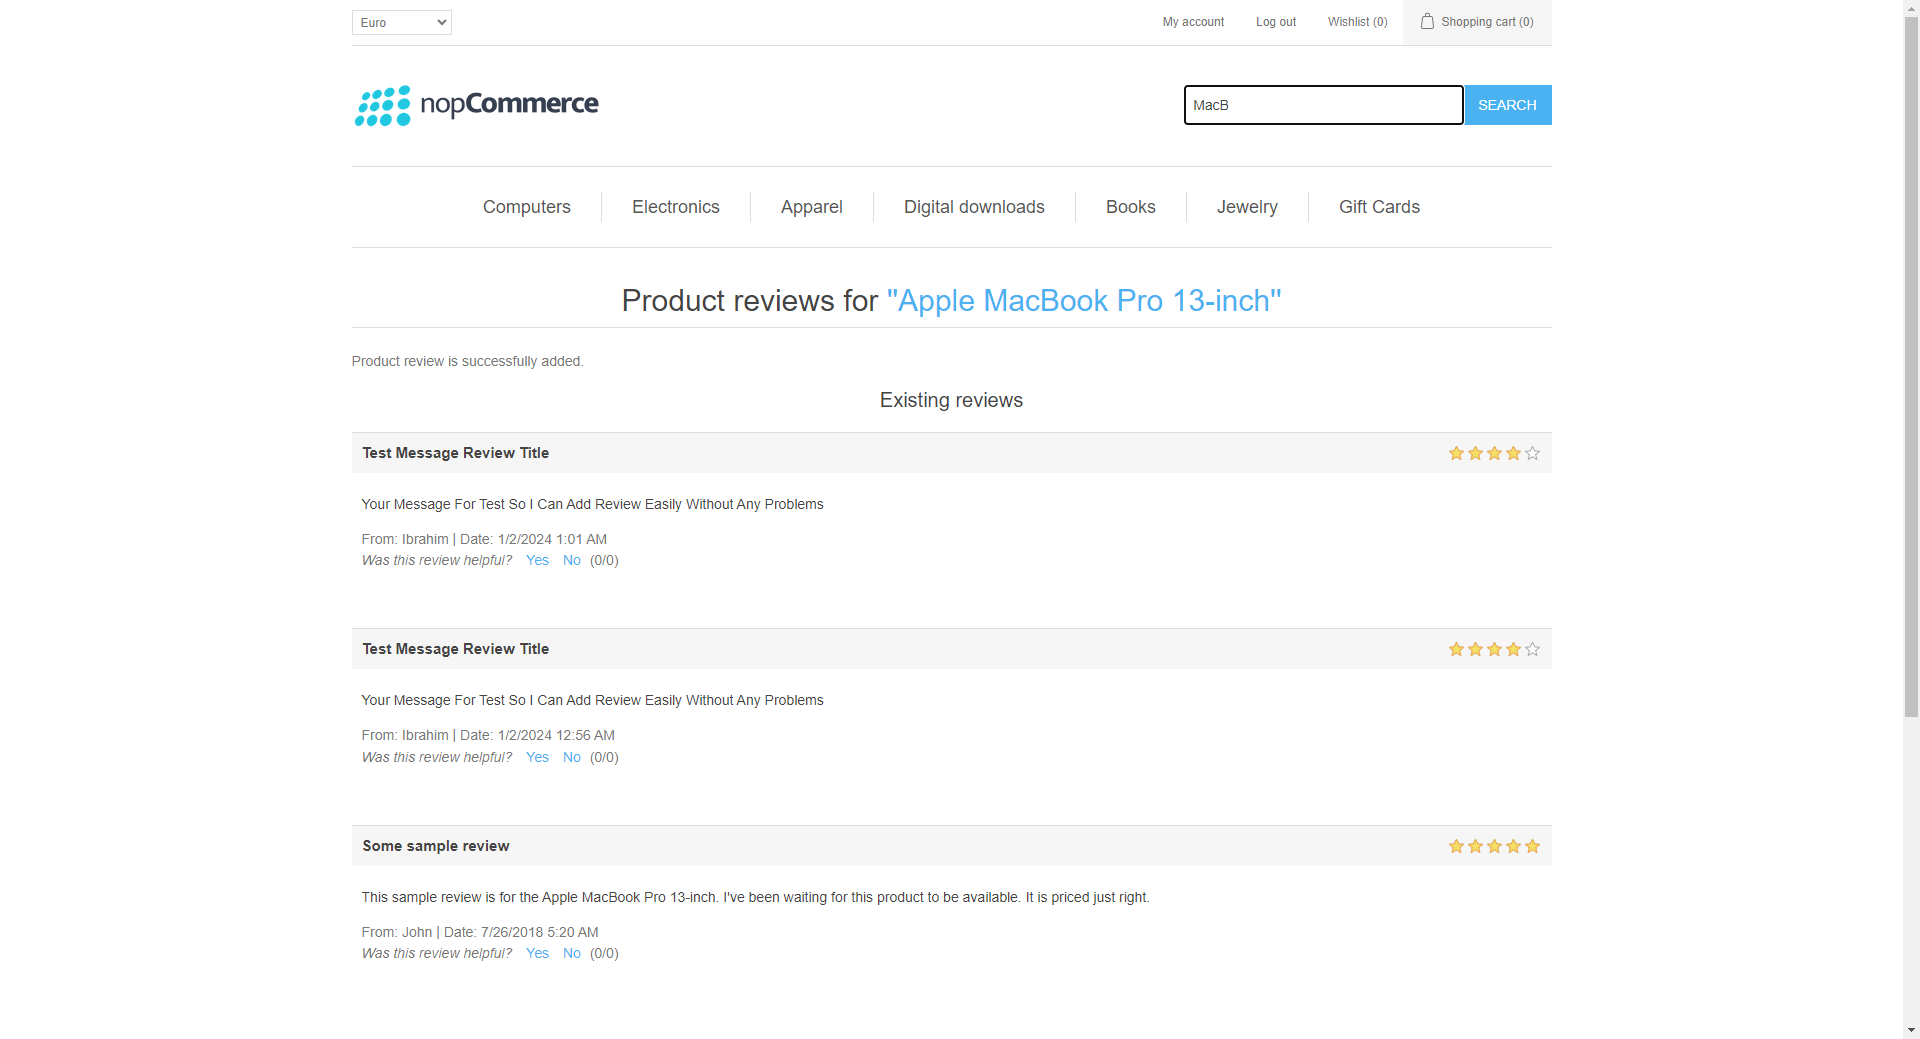 Euro
My account
Log out
Wishlist (0)
Shopping cart (0)
nopCommerce
MacB
SEARCH
Computers
Electronics
Apparel
Digital downloads
Books
Jewelry
Gift Cards
Product reviews for "Apple MacBook Pro 13-inch"
Product review is successfully added.
Existing reviews
Test Message Review Title
Your Message For Test So I Can Add Review Easily Without Any Problems
From: Ibrahim | Date: 1/2/2024 1:01 AM
Was this review helpful? Yes No (0/0)
Test Message Review Title
Your Message For Test So I Can Add Review Easily Without Any Problems
From: Ibrahim | Date: 1/2/2024 12:56 AM
Was this review helpful? Yes No (0/0)
Some sample review
This sample review is for the Apple MacBook Pro 13-inch. I've been waiting for this product to be available. It is priced just right.
From: John | Date: 7/26/2018 5:20 AM
Was this review helpful? Yes No (0/0)